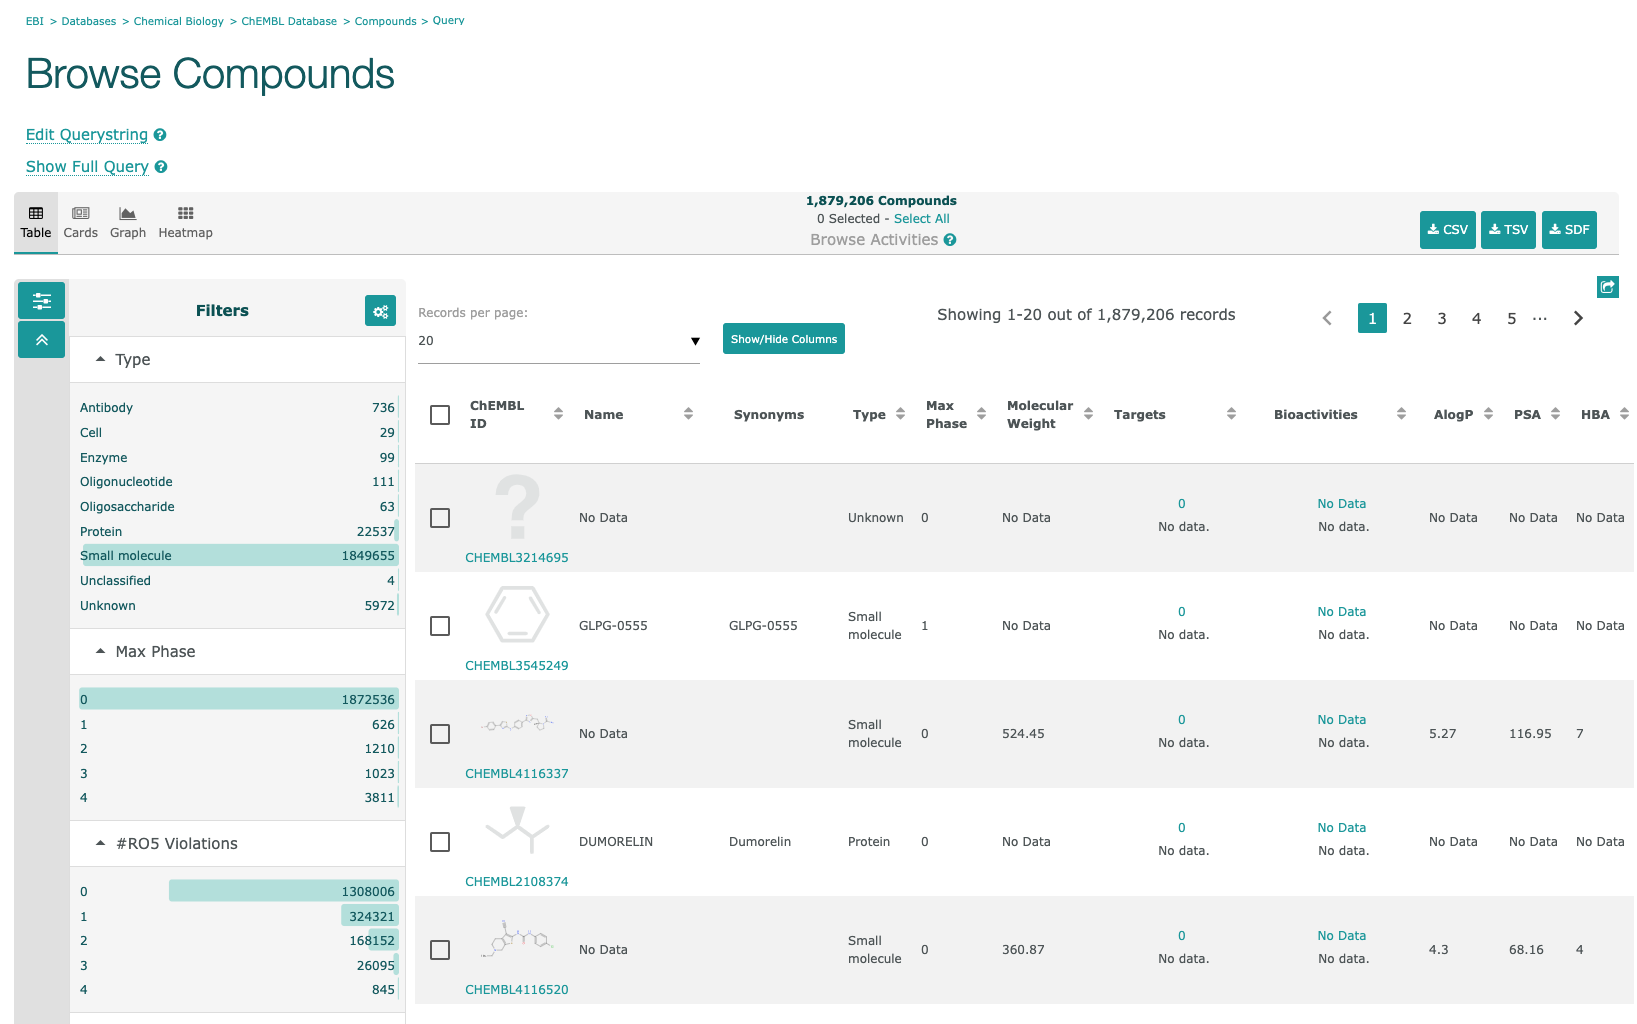 EBI > Databases > Chemical Biology > ChEMBL Database > Compounds > Query
Browse Compounds
Edit Querystring ?
Show Full Query ?
Table Cards Graph Heatmap
1,879,206 Compounds
0 Selected - Select All
Browse Activities ?
CSV TSV SDF
Filters
Type
Antibody 736
Cell 29
Enzyme 99
Oligonucleotide 111
Oligosaccharide 63
Protein 22537
Small molecule 1849655
Unclassified 4
Unknown 5972
Max Phase
0 1872536
1 626
2 1210
3 1023
4 3811
#RO5 Violations
0 1308006
1 324321
2 168152
3 26095
4 845
Records per page:
20
Show/Hide Columns
Showing 1-20 out of 1,879,206 records
1 2 3 4 5 ...
ChEMBL ID Name Synonyms Type Max Phase Molecular Weight Targets Bioactivities AlogP PSA HBA
?
CHEMBL3214695 No Data Unknown 0 No Data 0 No data. No Data No data. No Data No Data No Data
CHEMBL3545249 GLPG-0555 GLPG-0555 Small molecule 1 No Data 0 No data. No Data No data. No Data No Data No Data
CHEMBL4116337 No Data Small molecule 0 524.45 0 No data. No Data No data. 5.27 116.95 7
CHEMBL2108374 DUMORELIN Dumorelin Protein 0 No Data 0 No data. No Data No data. No Data No Data No Data
CHEMBL4116520 No Data Small molecule 0 360.87 0 No data. No Data No data. 4.3 68.16 4